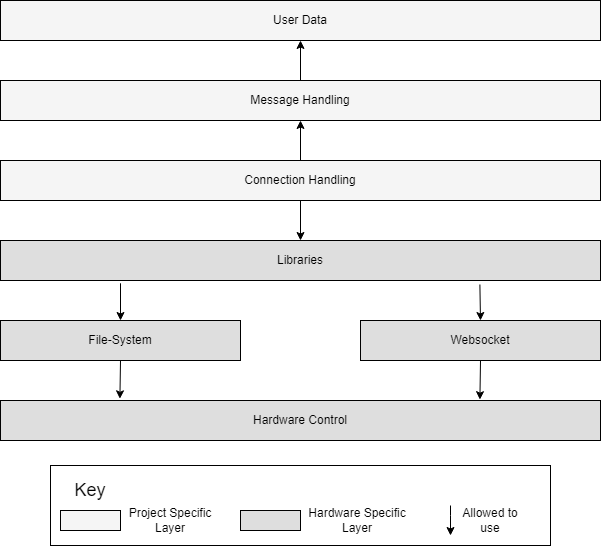 User Data
Message Handling
Connection Handling
Libraries
File-System
Websocket
Hardware Control
Key
Project Specific
Layer
Hardware Specific
Layer
Allowed to
use